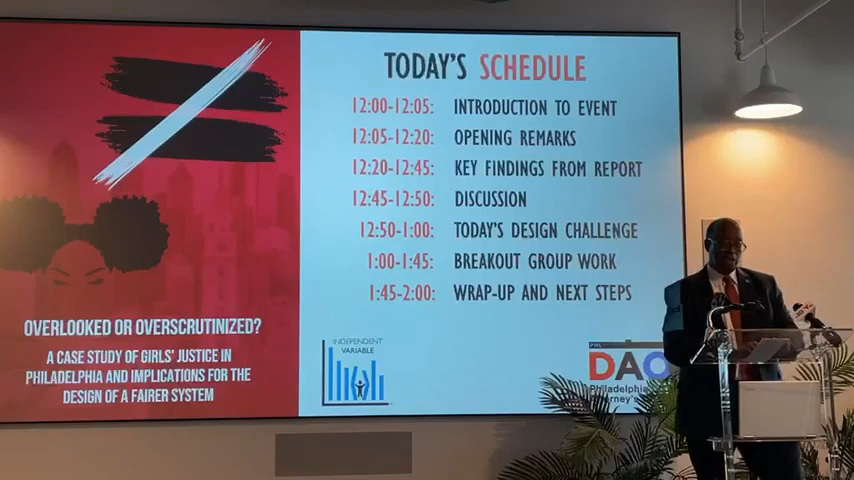 OVERLOOKED OR OVERSCRUTINIZED?
A CASE STUDY OF GIRLS' JUSTICE IN
PHILADELPHIA AND IMPLICATIONS FOR THE
DESIGN OF A FAIRER SYSTEM
TODAY'S SCHEDULE
12:00-12:05: INTRODUCTION TO EVENT
12:05-12:20: OPENING REMARKS
12:20-12:45: KEY FINDINGS FROM REPORT
12:45-12:50: DISCUSSION
12:50-1:00: TODAY'S DESIGN CHALLENGE
1:00-1:45: BREAKOUT GROUP WORK
1:45-2:00: WRAP-UP AND NEXT STEPS
INDEPENDENT
VARIABLE
PHL
DAO
Philadelphia